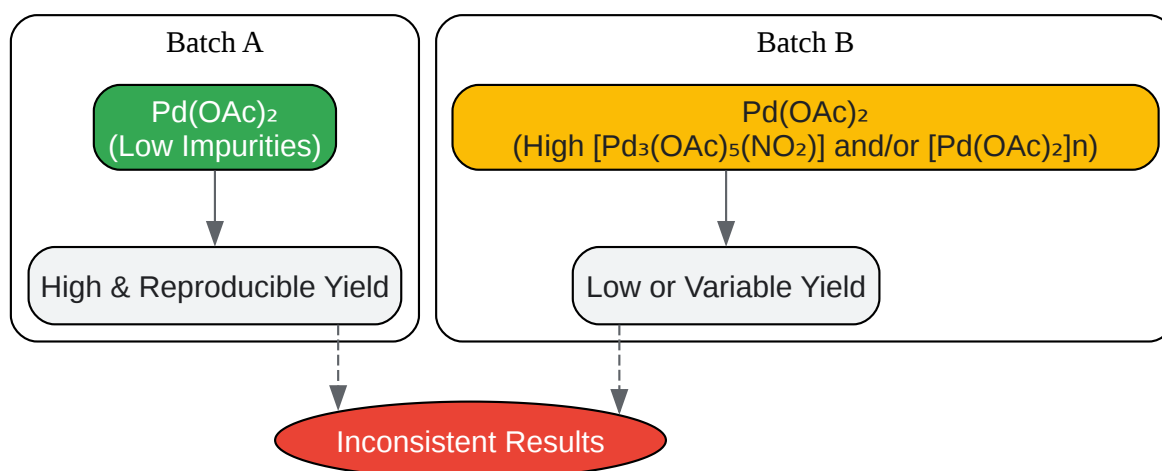 Batch A
Pd(OAc)₂
(Low Impurities)
High & Reproducible Yield
Batch B
Pd(OAc)₂
(High [Pd₃(OAc)₅(NO₂)] and/or [Pd(OAc)₂]n)
Low or Variable Yield
Inconsistent Results